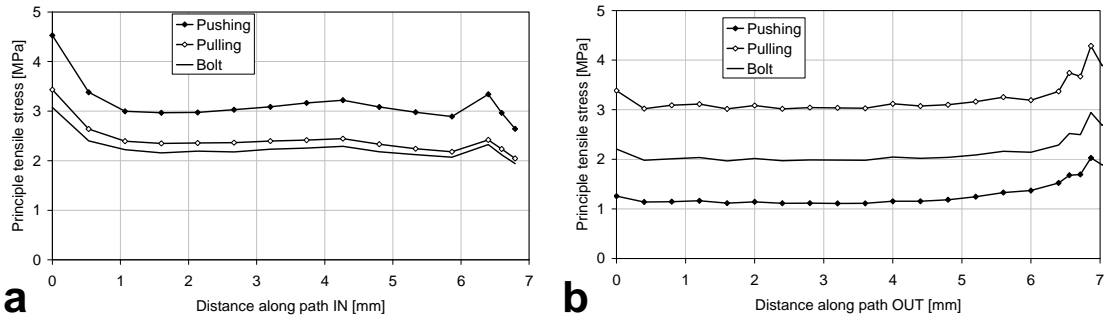 5
4
3
2
1
0
Principle tensile stress [MPa]
Pushing
Pulling
Bolt
0 1 2 3 4 5 6 7
Distance along path IN [mm]
a
5
4
3
2
1
0
Principle tensile stress [MPa]
Pushing
Pulling
Bolt
0 1 2 3 4 5 6 7
Distance along path OUT [mm]
b